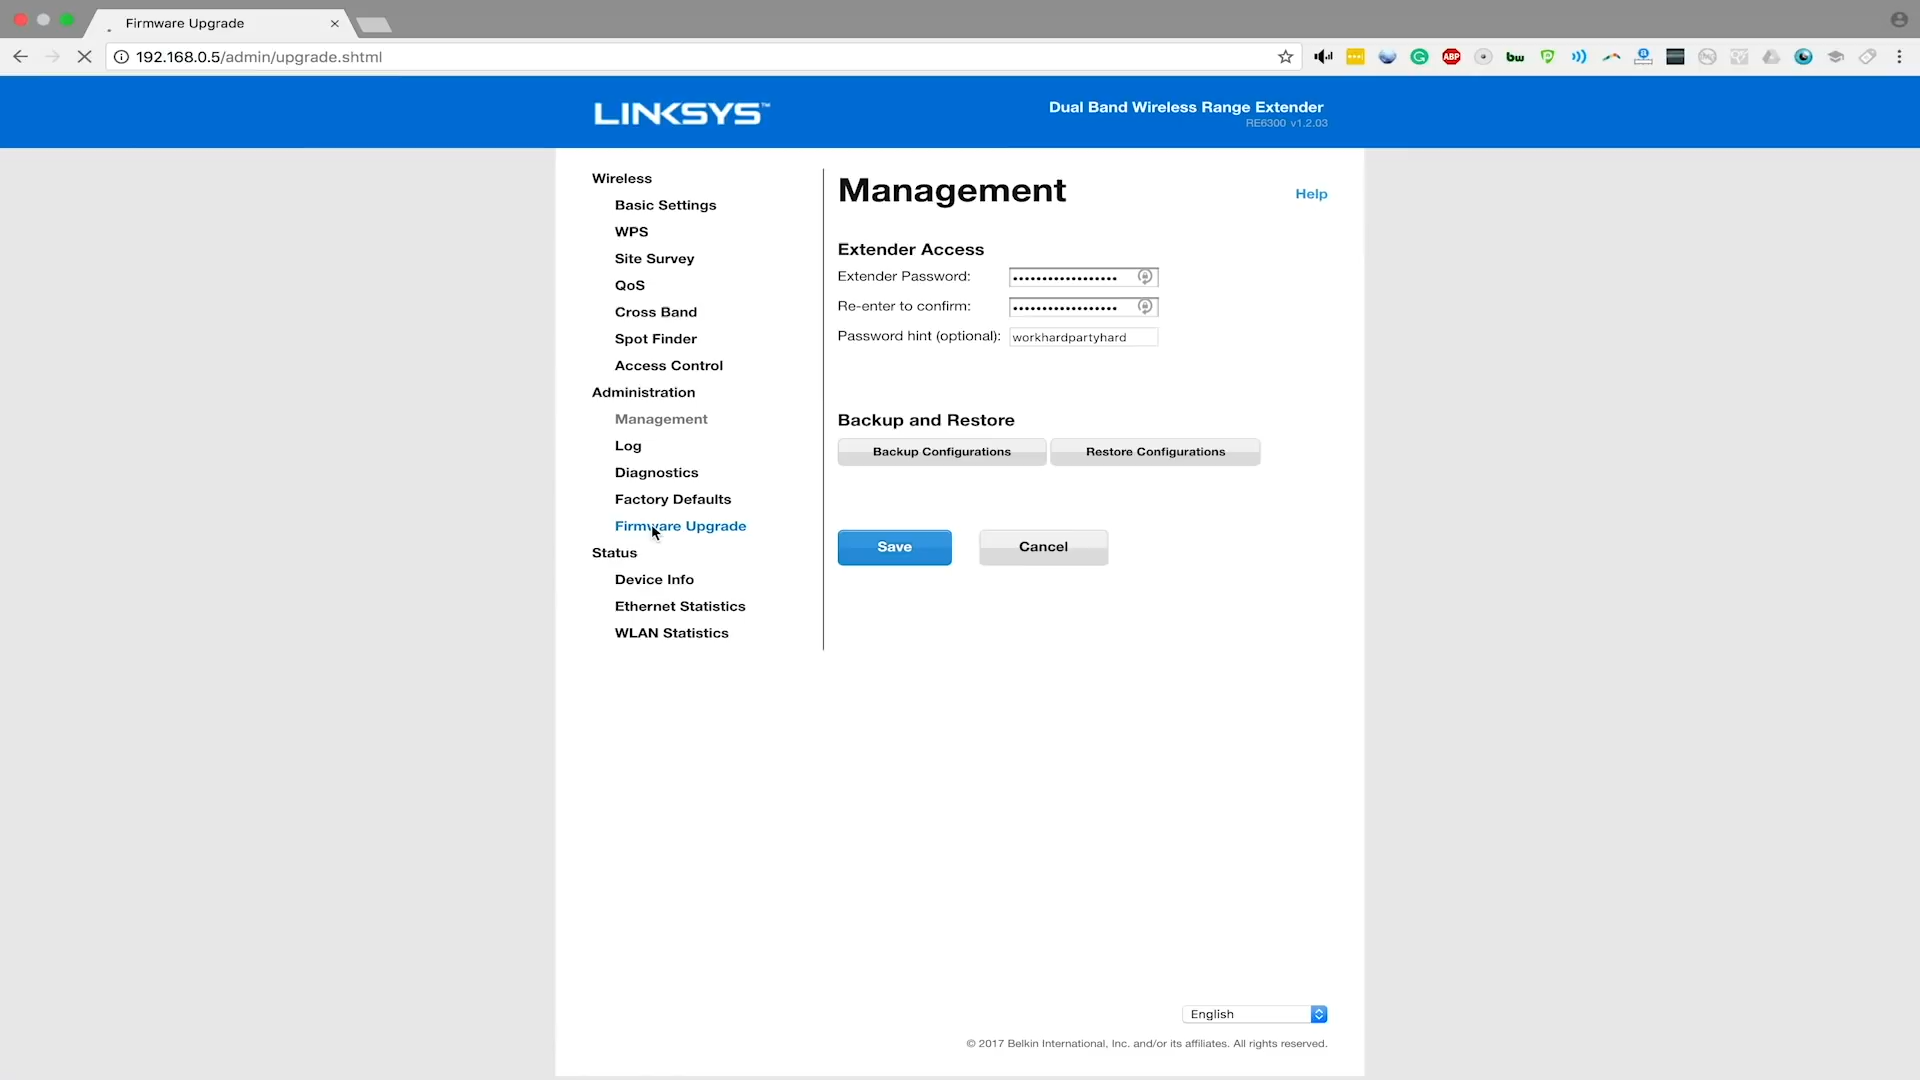 Firmware Upgrade
192.168.0.5/admin/upgrade.shtml
ABP
bw
LINKSYS™
Dual Band Wireless Range Extender
RE6300 v1.2.03
Wireless
Basic Settings
WPS
Site Survey
QoS
Cross Band
Spot Finder
Access Control
Administration
Management
Log
Diagnostics
Factory Defaults
Firmware Upgrade
Status
Device Info
Ethernet Statistics
WLAN Statistics
Management
Help
Extender Access
Extender Password: ••••••••••••••••••
Re-enter to confirm: ••••••••••••••••••
Password hint (optional): workhardpartyhard
Backup and Restore
Backup Configurations
Restore Configurations
Save
Cancel
English
© 2017 Belkin International, Inc. and/or its affiliates. All rights reserved.